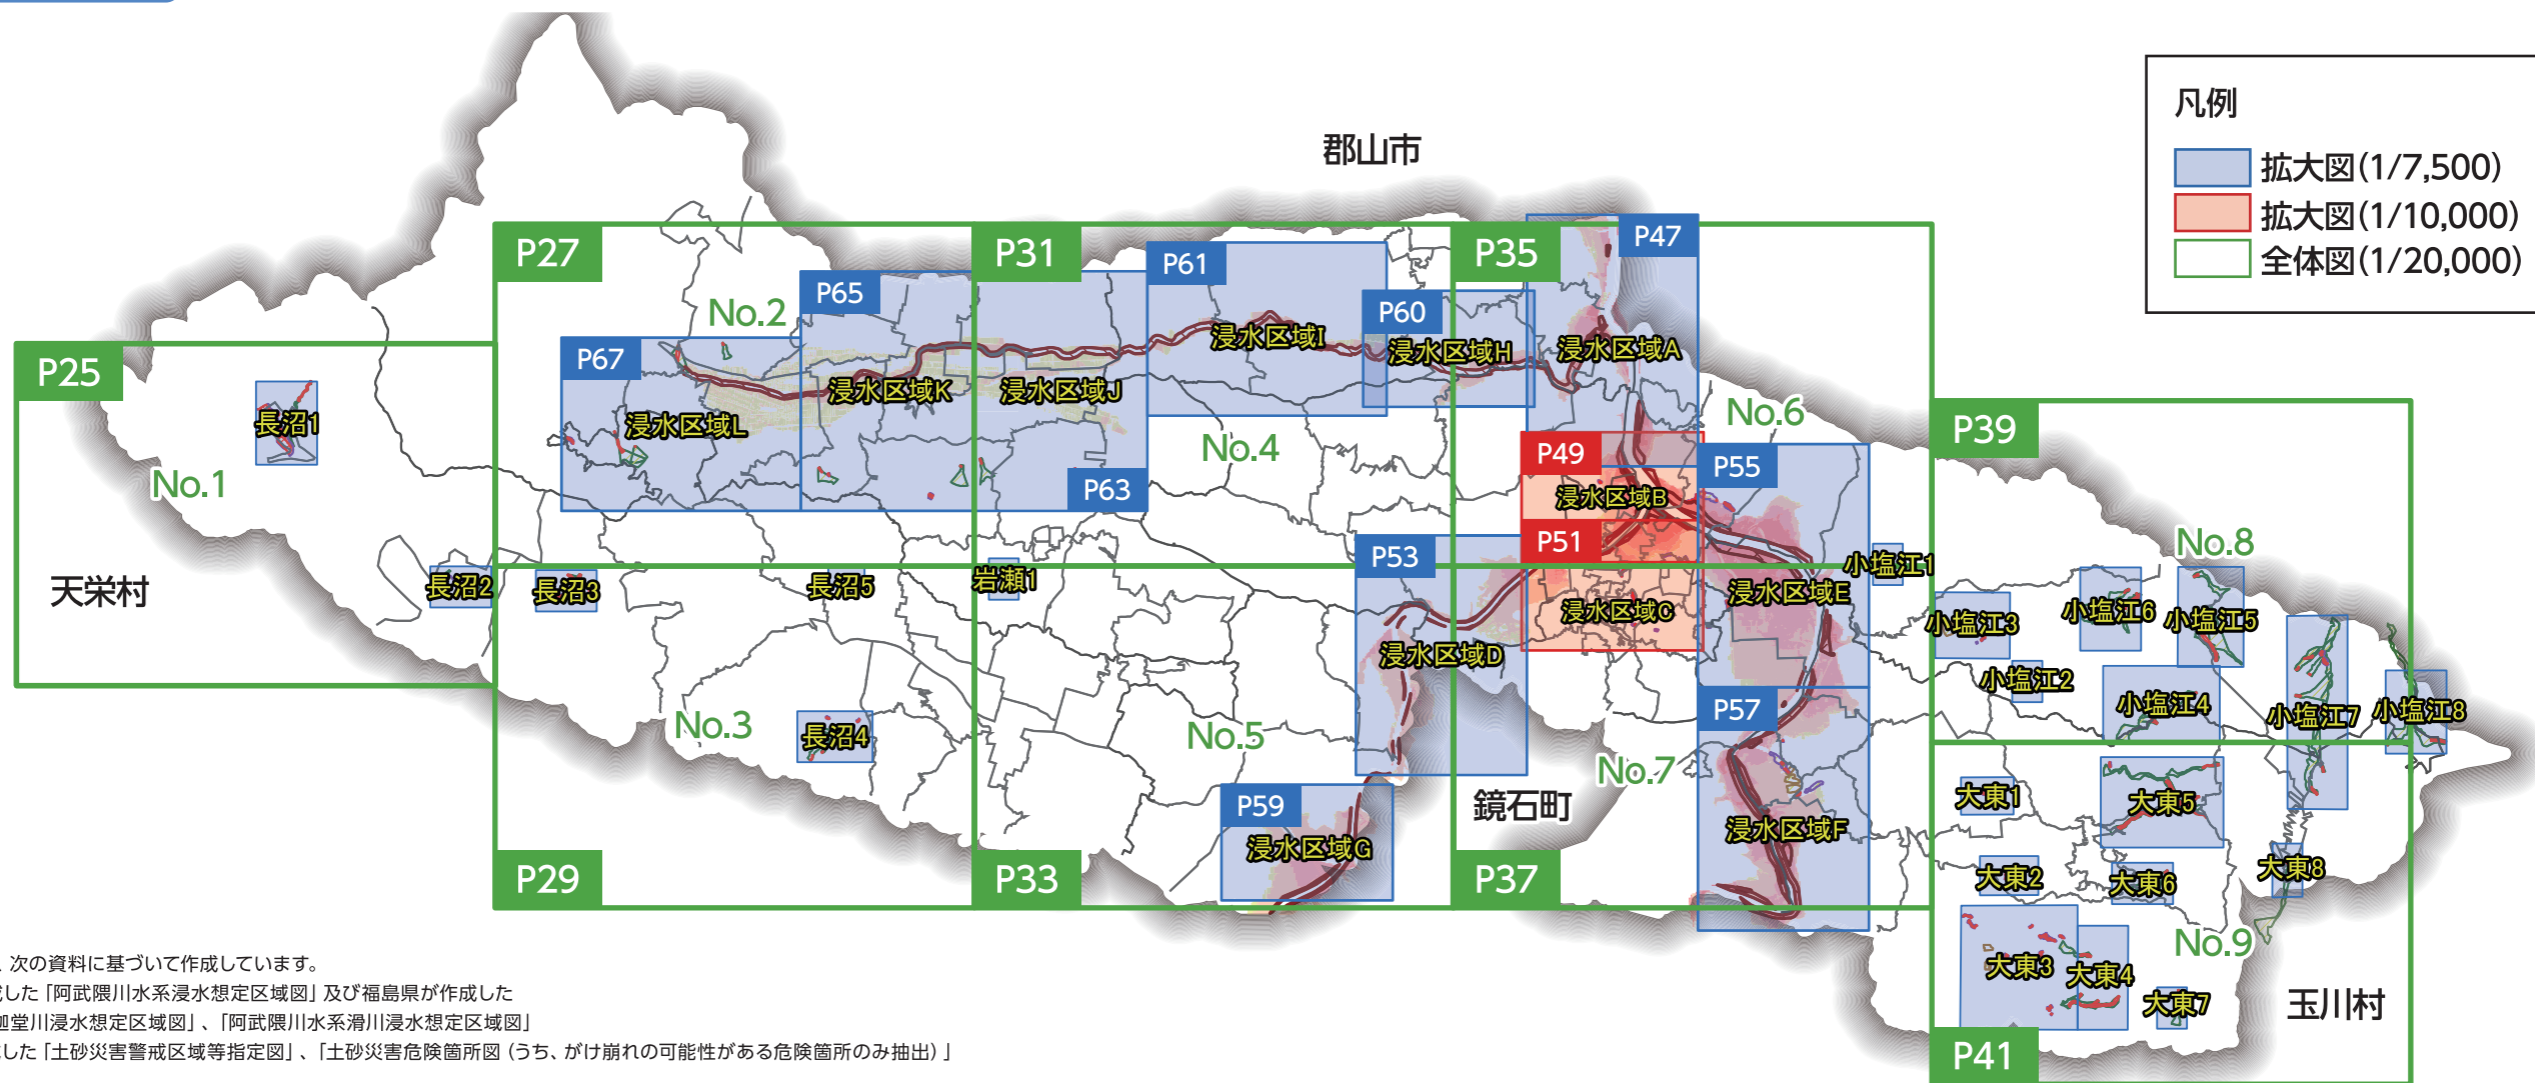 郡山市
凡例
拡大図(1/7,500)
拡大図(1/10,000)
全体図(1/20,000)
P27
P31
P61
P35
P47
No.2
P65
P60
浸水区域I
浸水区域H
浸水区域A
P67
P25
浸水区域K
浸水区域J
浸水区域L
長沼1
No.1
No.4
No.6
P39
P49
P55
P63
浸水区域B
P51
P53
No.8
天栄村
長沼2
長沼3
長沼5
岩瀬1
小塩江1
浸水区域E
浸水区域C
小塩江3
小塩江6
小塩江5
浸水区域D
小塩江2
小塩江4
小塩江7
小塩江8
No.3
長沼4
No.5
P57
No.7
P59
鏡石町
大東1
大東5
浸水区域G
浸水区域F
P29
P33
P37
大東2
大東6
大東8
No.9
大東3
大東4
大東7
玉川村
P41
、次の資料に基づいて作成しています。
した「阿武隈川水系浸水想定区域図」及び福島県が作成した
迦堂川浸水想定区域図」、「阿武隈川水系滑川浸水想定区域図」
した「土砂災害警戒区域等指定図」、「土砂災害危険箇所図(うち、がけ崩れの可能性がある危険箇所のみ抽出)」